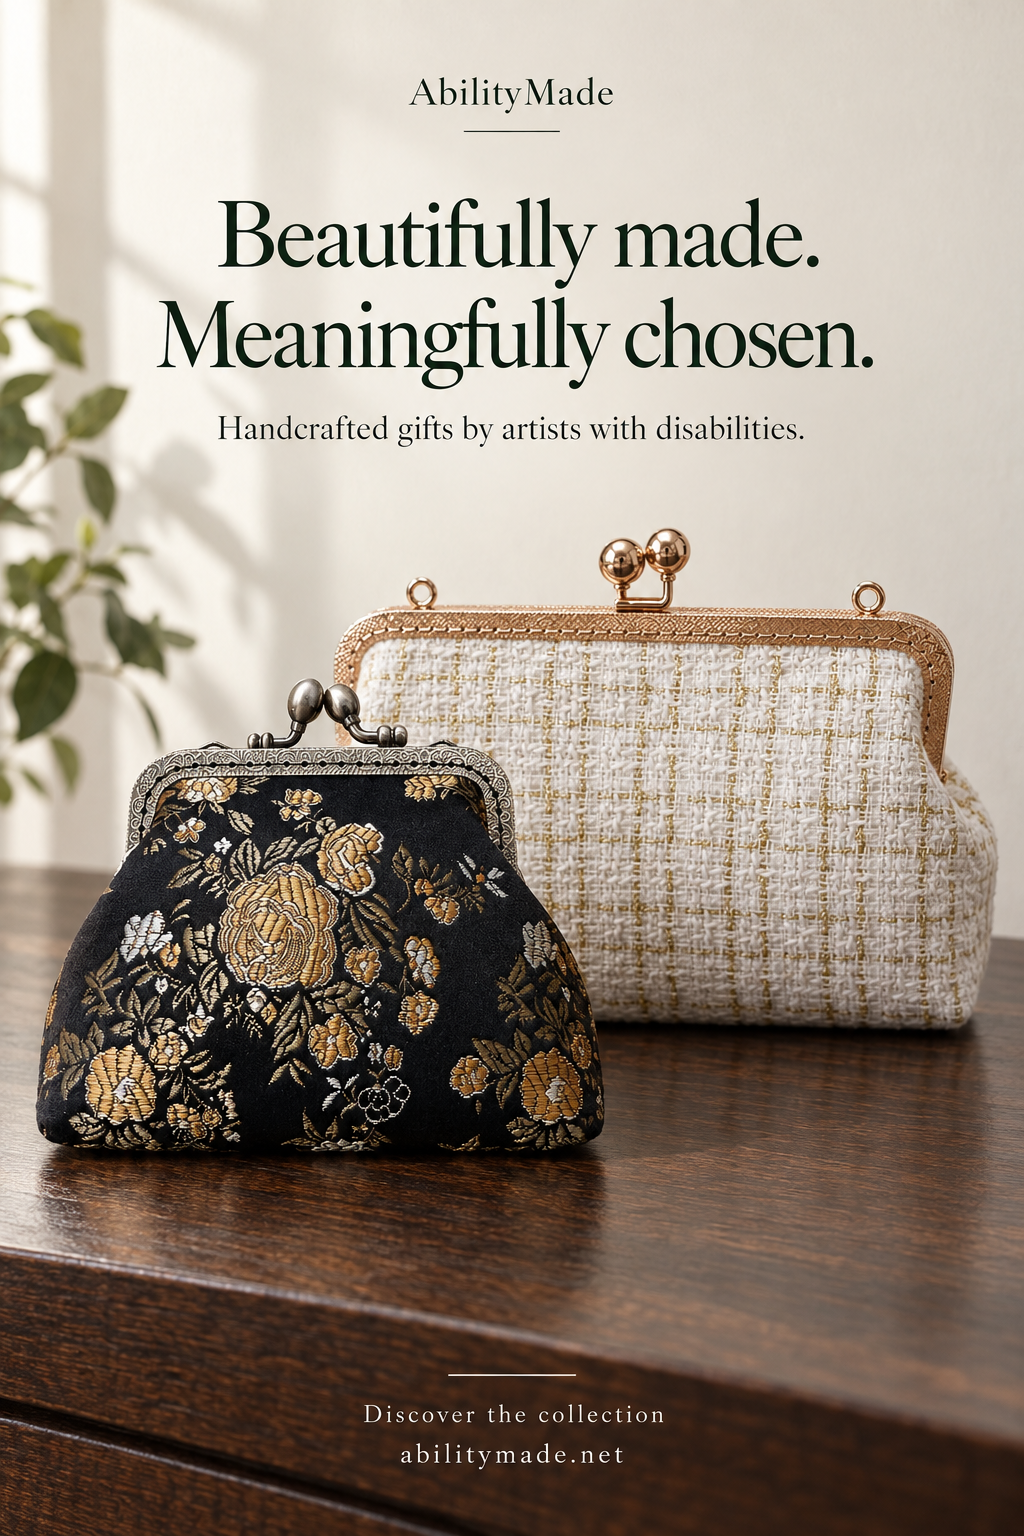 AbilityMade
Beautifully made.
Meaningfully chosen.
Handcrafted gifts by artists with disabilities.
Discover the collection
abilitymade.net